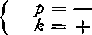 p = —
k = +